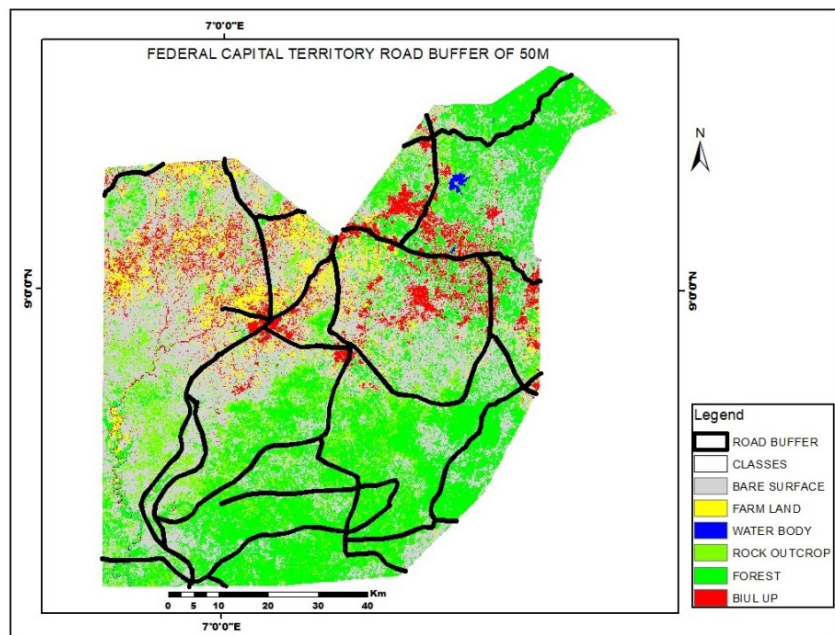 7°0'0"E
FEDERAL CAPITAL TERRITORY ROAD BUFFER OF 50M
N
9°0'0"N
9°0'0"N
Legend
ROAD BUFFER
CLASSES
BARE SURFACE
FARM LAND
WATER BODY
ROCK OUTCROP
FOREST
BIUL UP
Km
0 5 10 20 30 40
7°0'0"E